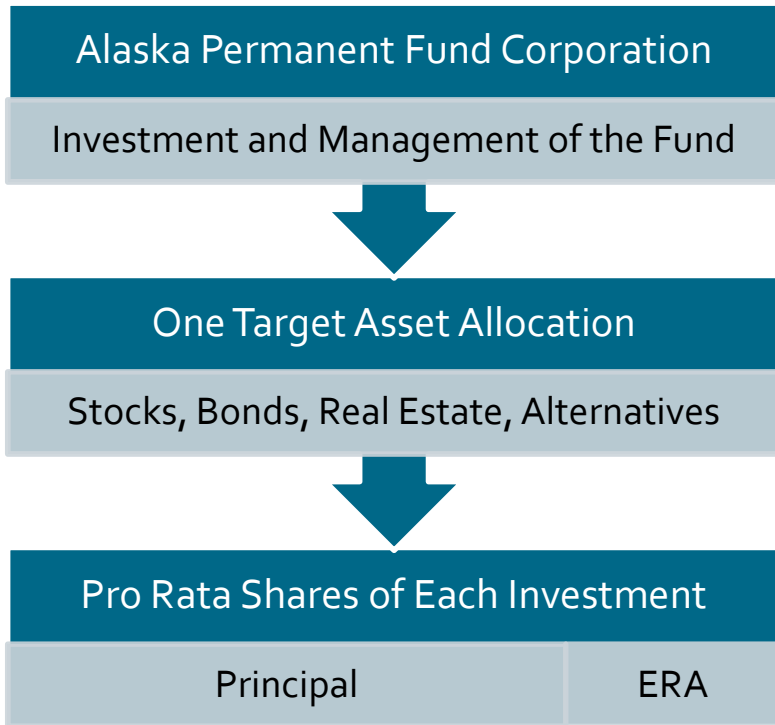 Alaska Permanent Fund Corporation
Investment and Management of the Fund
One Target Asset Allocation
Stocks, Bonds, Real Estate, Alternatives
Pro Rata Shares of Each Investment
Principal
ERA